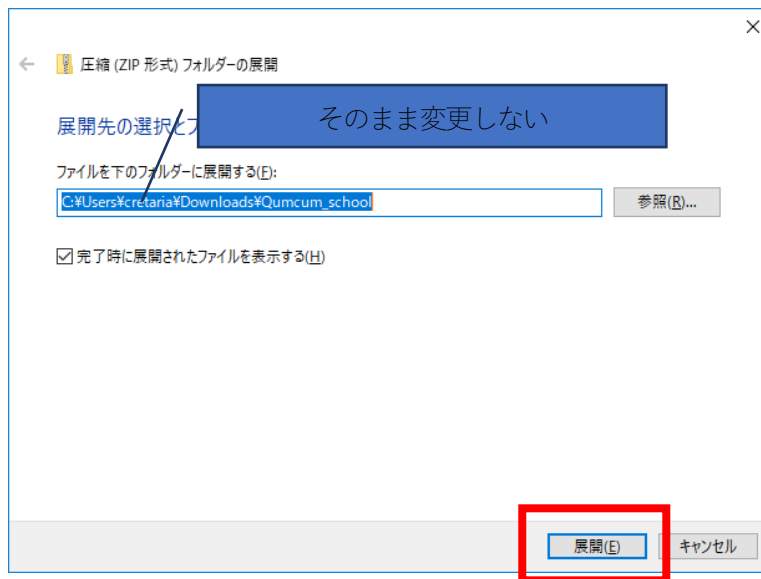 圧縮 (ZIP 形式) フォルダーの展開
そのまま変更しない
展開先の選択と
ファイルを下のフォルダーに展開する(F):
C:¥Users¥cretaria¥Downloads¥Qumcum_school
参照(R)...
完了時に展開されたファイルを表示する(H)
展開(E)
キャンセル